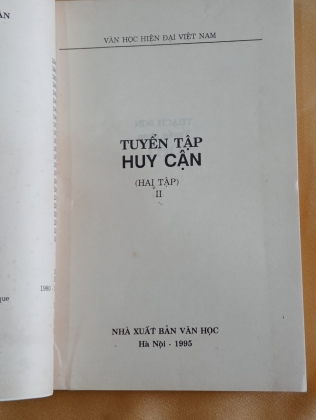 VĂN HỌC HIỆN ĐẠI VIỆT NAM
TUYỂN TẬP
HUY CẬN
(HAI TẬP)
II
NHÀ XUẤT BẢN VĂN HỌC
Hà Nội - 1995